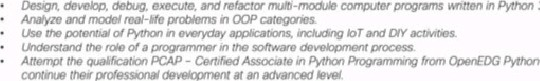 • Design, develop, debug, execute, and refactor multi-module computer programs written in Python
• Analyze and model real-life problems in OOP categories.
• Use the potential of Python in everyday applications, including IoT and DIY activities.
• Understand the role of a programmer in the software development process.
• Attempt the qualification PCAP – Certified Associate in Python Programming from OpenEDG Python
continue their professional development at an advanced level.